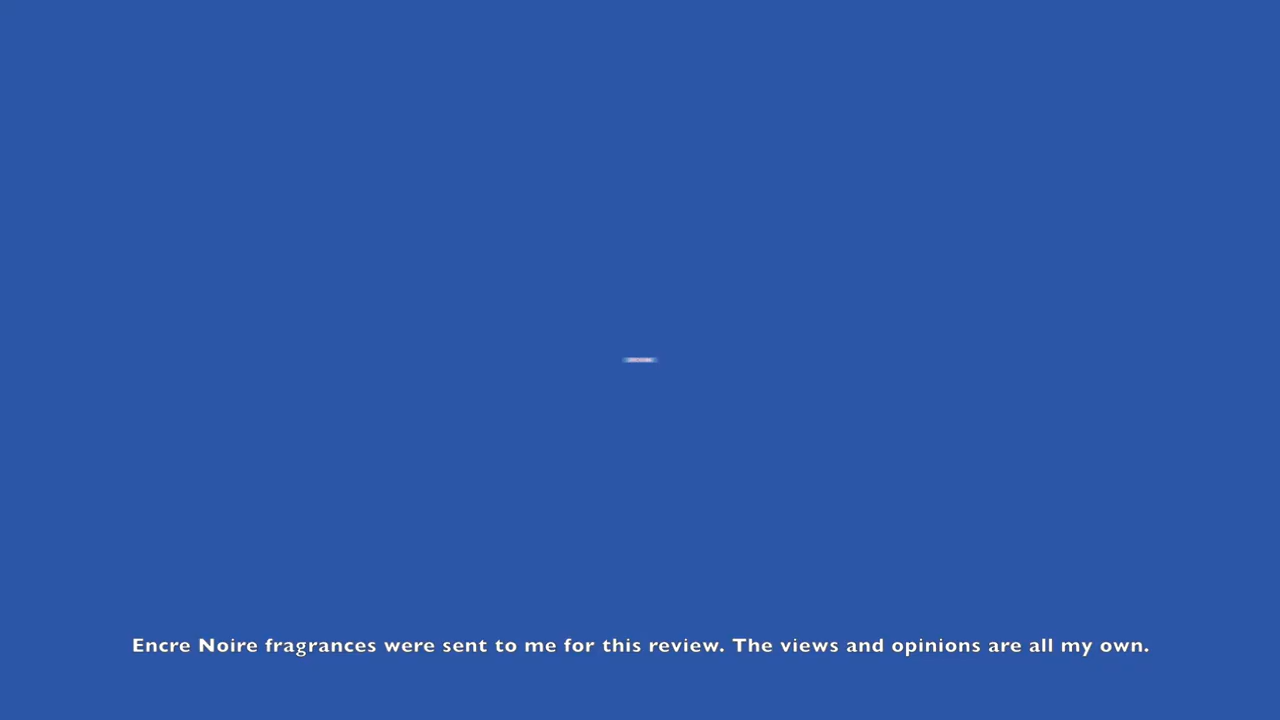 Encre Noire fragrances were sent to me for this review. The views and opinions are all my own.